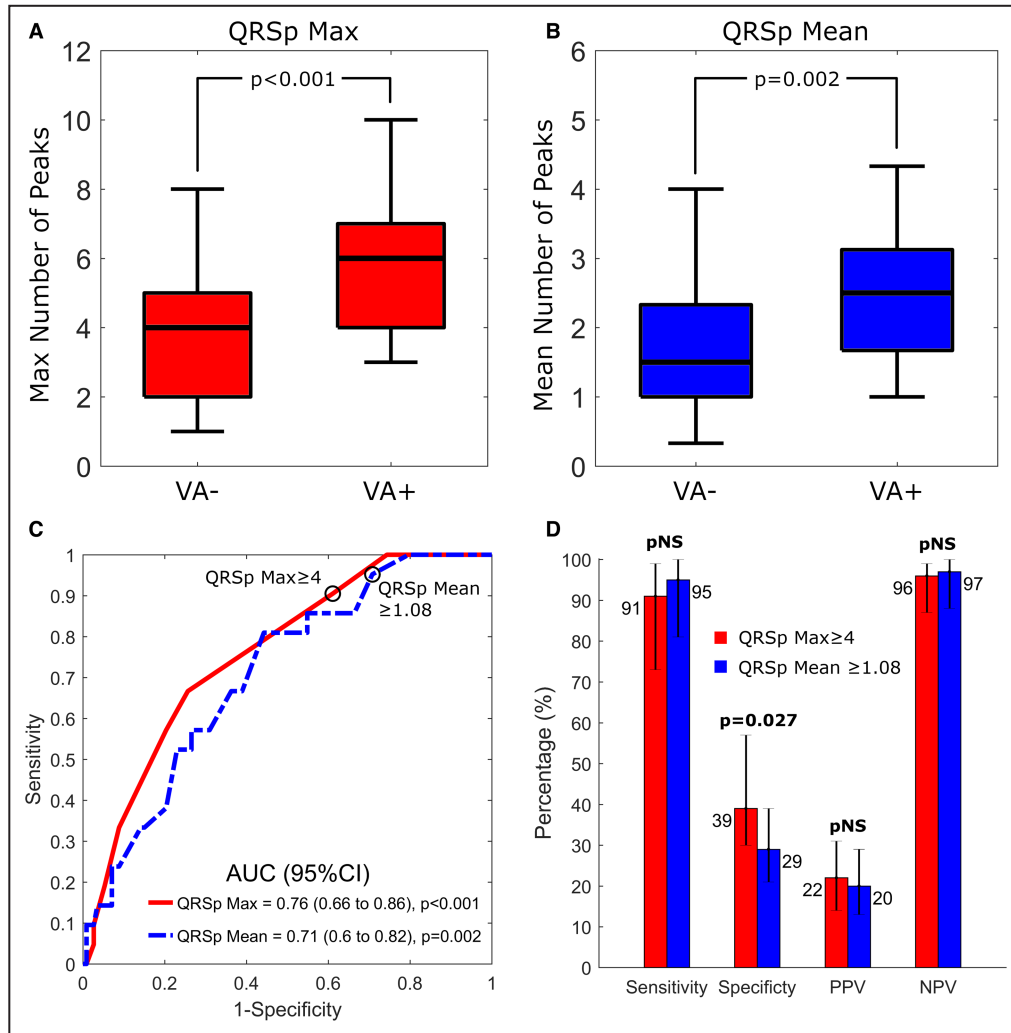 A
QRSp Max
Max Number of Peaks
12
10
8
6
4
2
0
p<0.001
VA-
VA+
B
QRSp Mean
Mean Number of Peaks
6
5
4
3
2
1
0
p=0.002
VA-
VA+
C
Sensitivity
1
0.9
0.8
0.7
0.6
0.5
0.4
0.3
0.2
0.1
0
QRSp Max≥4
QRSp Mean
≥1.08
AUC (95%CI)
QRSp Max = 0.76 (0.66 to 0.86), p<0.001
QRSp Mean = 0.71 (0.6 to 0.82), p=0.002
0 0.2 0.4 0.6 0.8 1
1-Specificity
D
Percentage (%)
100
90
80
70
60
50
40
30
20
10
0
pNS
91
95
QRSp Max≥4
QRSp Mean ≥1.08
p=0.027
39
29
pNS
22
20
pNS
96
97
Sensitivity Specificty PPV NPV